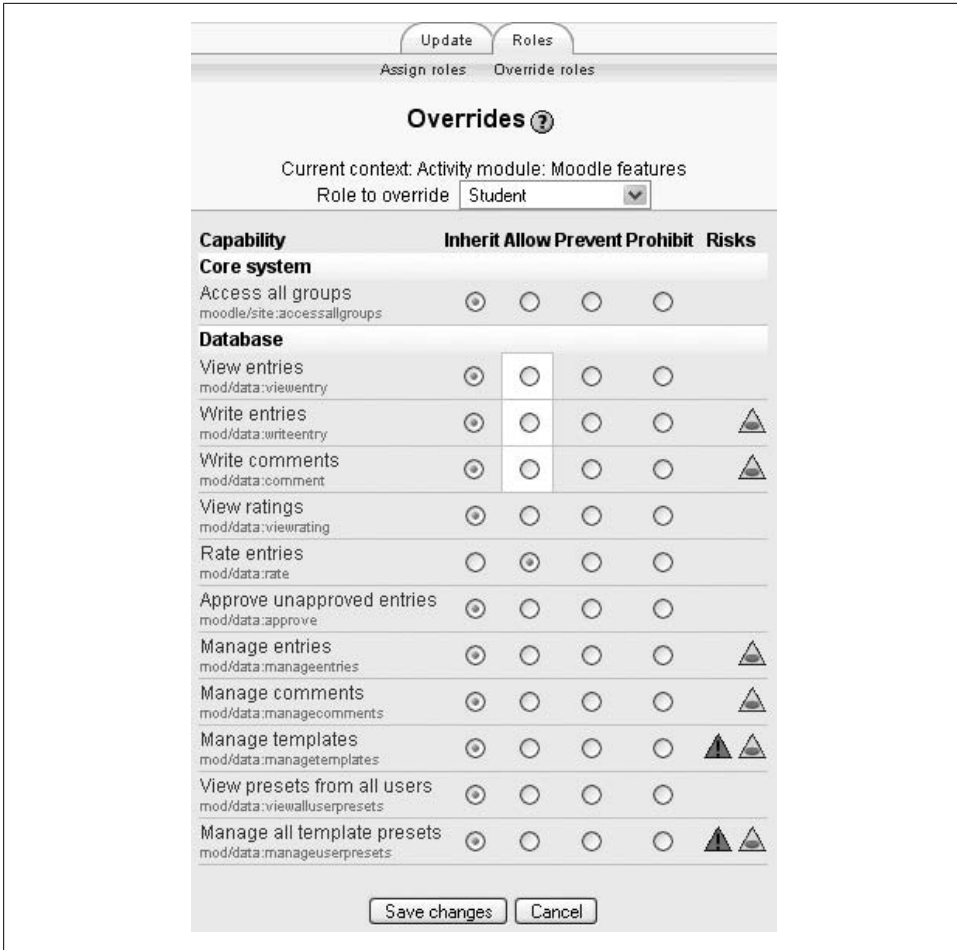 Update Roles
Assign roles Override roles
Overrides ?
Current context: Activity module: Moodle features
Role to override Student
Capability Inherit Allow Prevent Prohibit Risks
Core system
Access all groups
moodle/site:accessallgroups
Database
View entries
mod/data:viewentry
Write entries
mod/data:writeentry
Write comments
mod/data:comment
View ratings
mod/data:viewrating
Rate entries
mod/data:rate
Approve unapproved entries
mod/data:approve
Manage entries
mod/data:manageentries
Manage comments
mod/data:managecomments
Manage templates
mod/data:managetemplates
View presets from all users
mod/data:viewalluserpresets
Manage all template presets
mod/data:manageuserpresets
Save changes Cancel